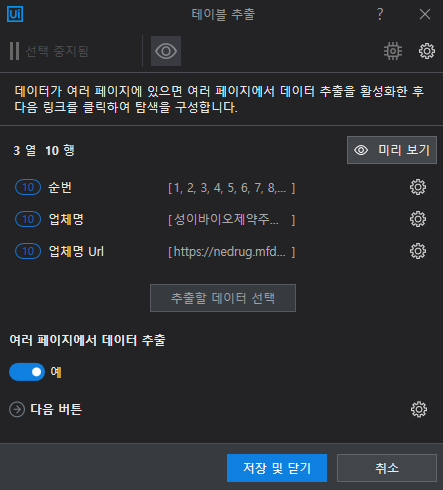 Ui 테이블 추출 ?
선택 중지됨
데이터가 여러 페이지에 있으면 여러 페이지에서 데이터 추출을 활성화한 후
다음 링크를 클릭하여 탐색을 구성합니다.
3 열 10 행 미리 보기
10 순번 [1, 2, 3, 4, 5, 6, 7, 8,... ]
10 업체명 [성이바이오제약주... ]
10 업체명 Url [https://nedrug.mfd... ]
추출할 데이터 선택
여러 페이지에서 데이터 추출
예
다음 버튼
저장 및 닫기 취소